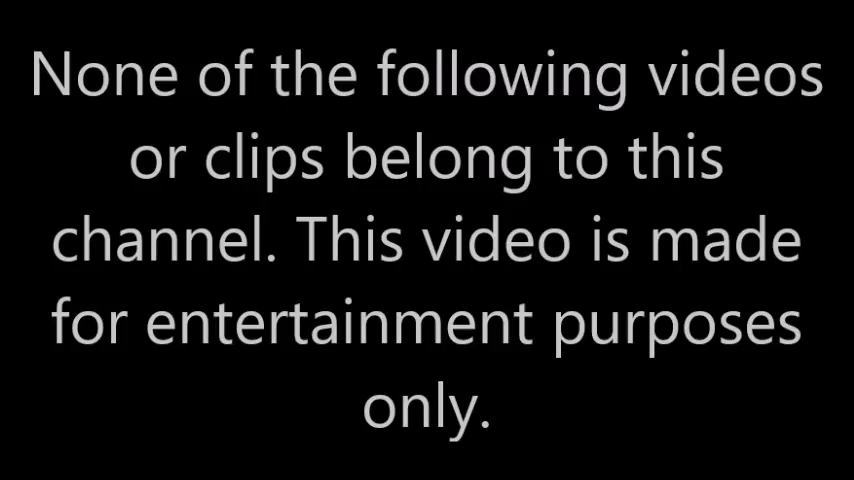 None of the following videos
or clips belong to this
channel. This video is made
for entertainment purposes
only.